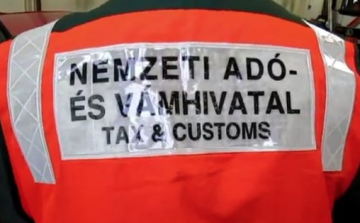 NEMZETI ADÓ-
ÉS VÁMHIVATAL
TAX & CUSTOMS